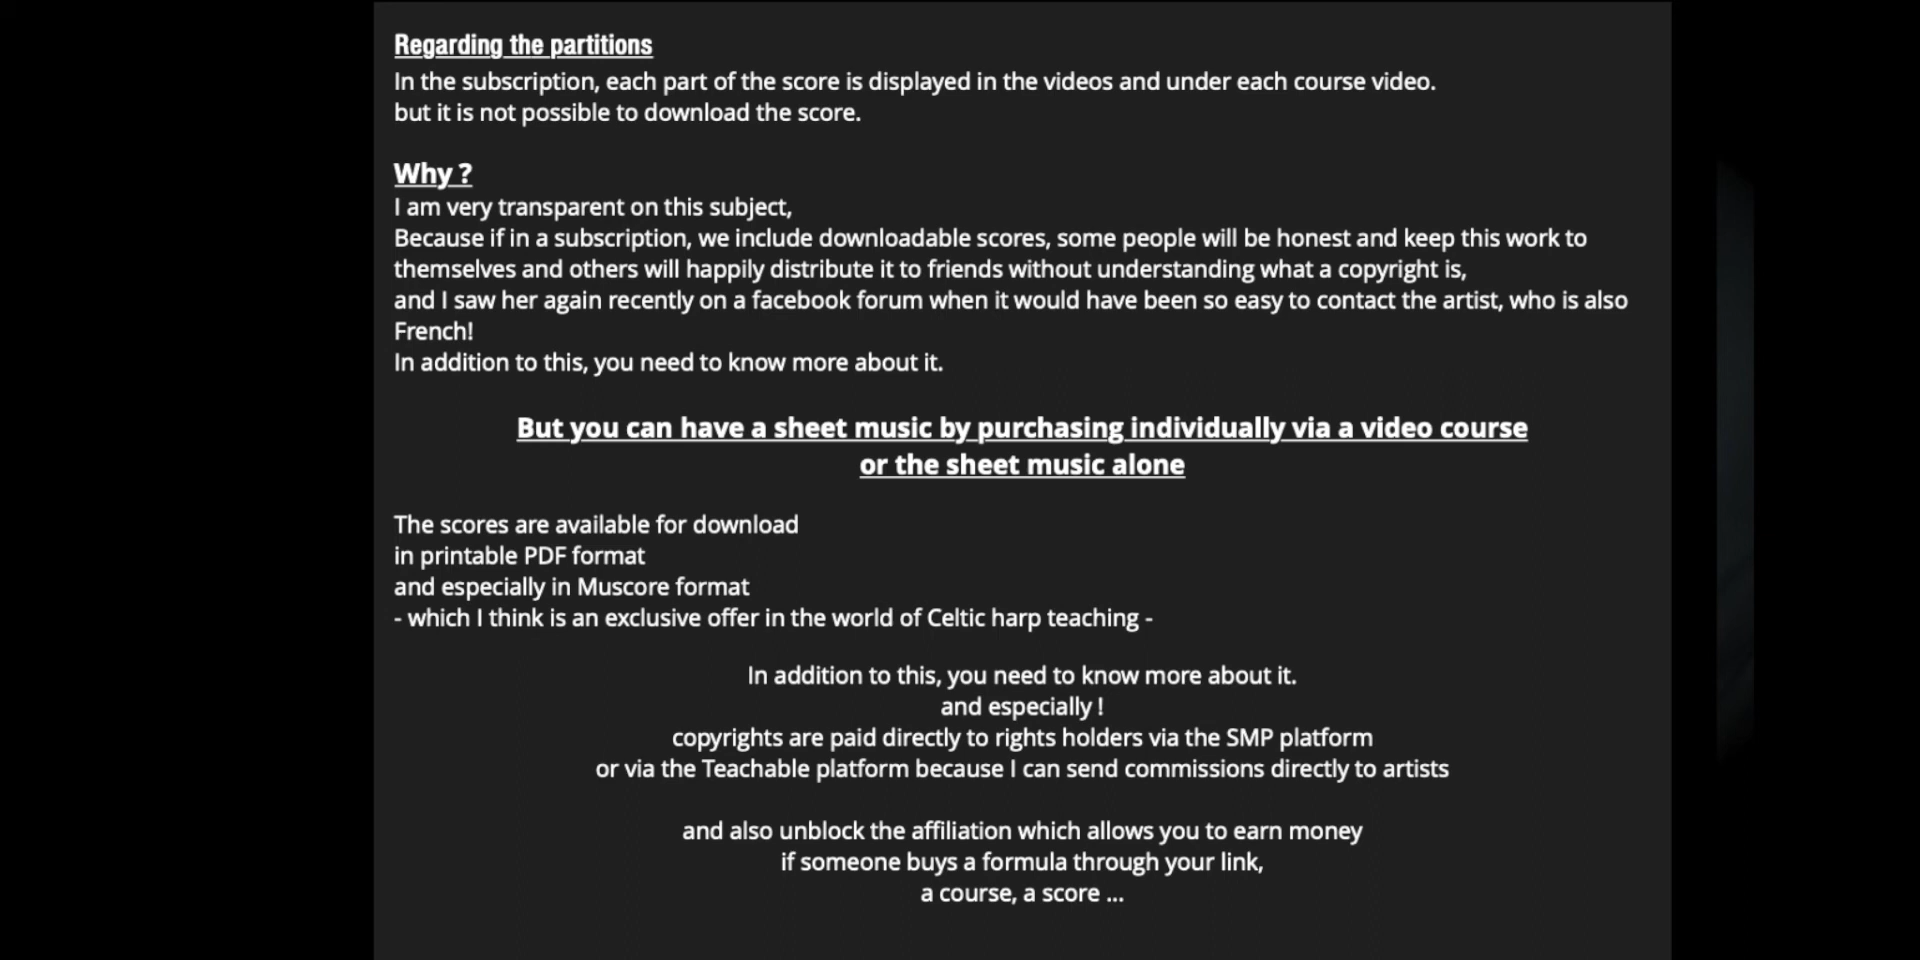 Regarding the partitions
In the subscription, each part of the score is displayed in the videos and under each course video.
but it is not possible to download the score.
Why ?
I am very transparent on this subject,
Because if in a subscription, we include downloadable scores, some people will be honest and keep this work to
themselves and others will happily distribute it to friends without understanding what a copyright is,
and I saw her again recently on a facebook forum when it would have been so easy to contact the artist, who is also
French!
In addition to this, you need to know more about it.
But you can have a sheet music by purchasing individually via a video course
or the sheet music alone
The scores are available for download
in printable PDF format
and especially in Muscore format
- which I think is an exclusive offer in the world of Celtic harp teaching -
In addition to this, you need to know more about it.
and especially !
copyrights are paid directly to rights holders via the SMP platform
or via the Teachable platform because I can send commissions directly to artists
and also unblock the affiliation which allows you to earn money
if someone buys a formula through your link,
a course, a score ...